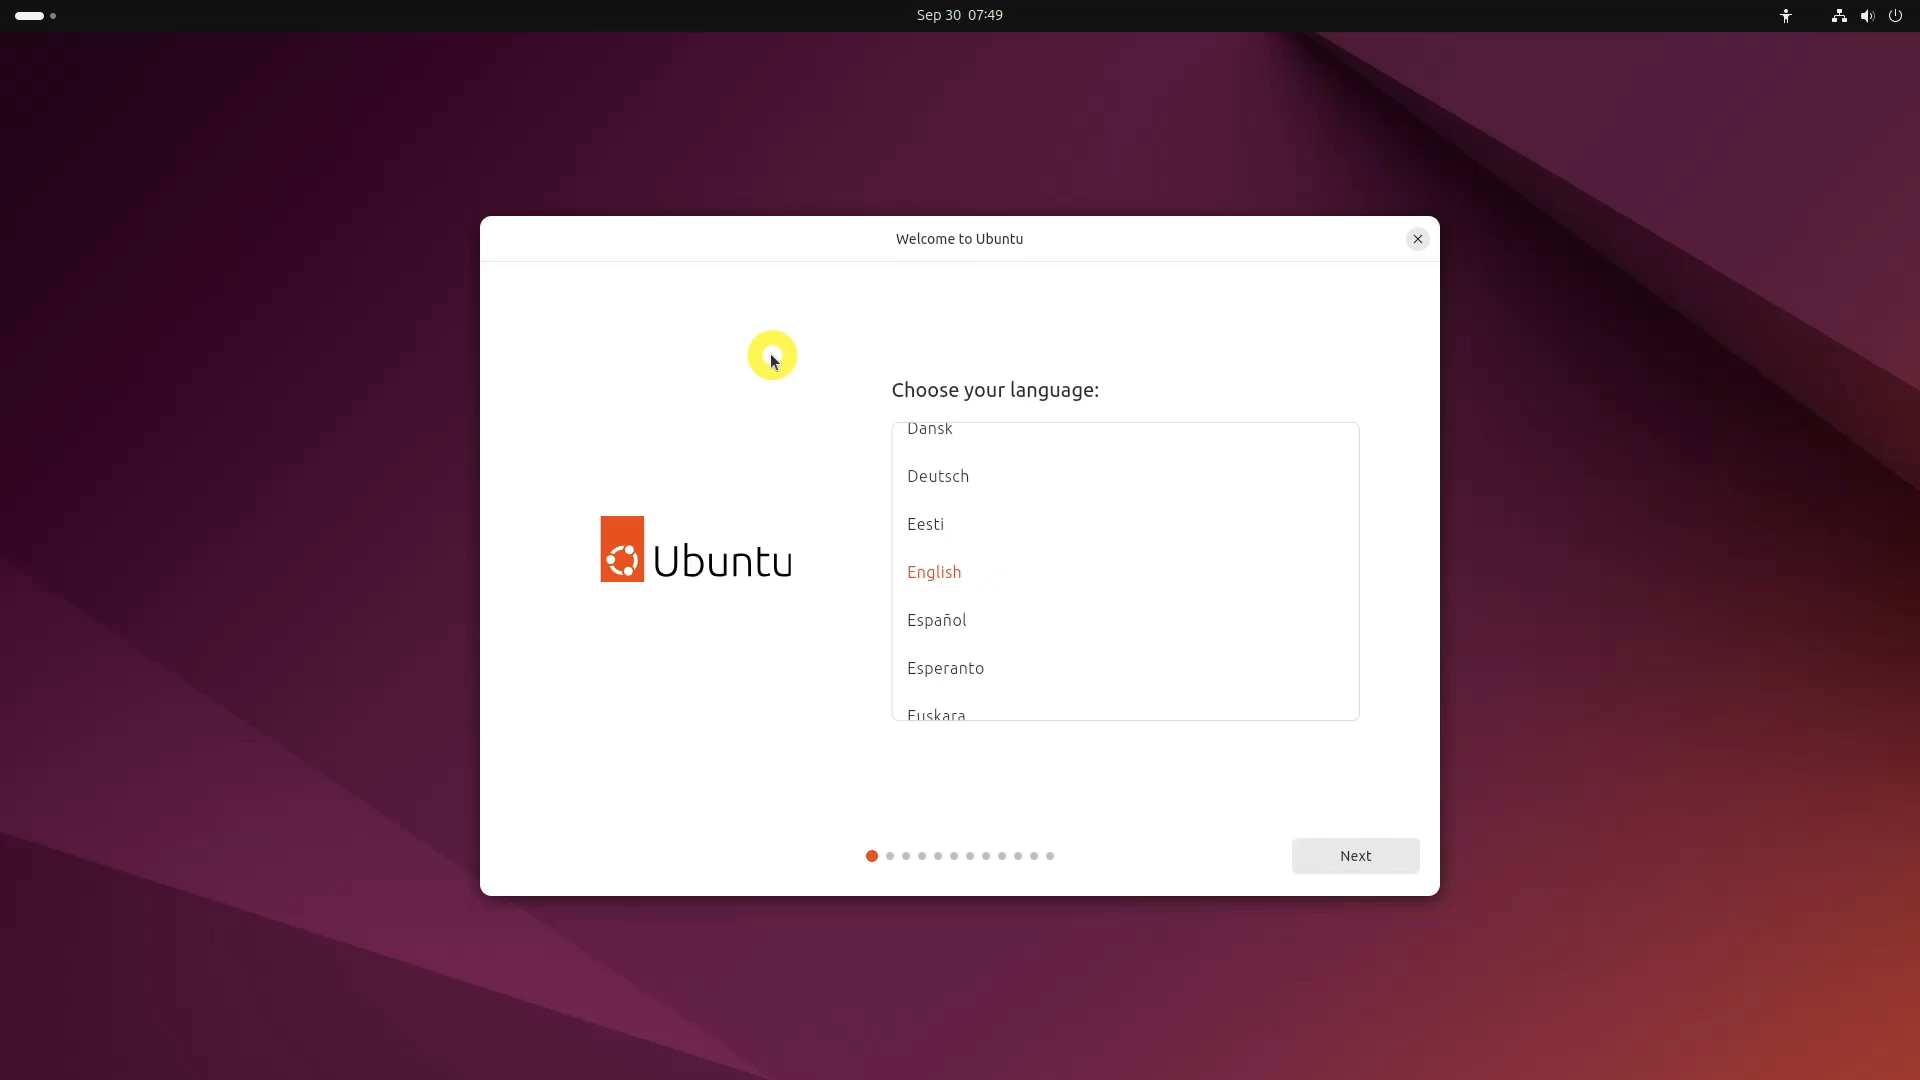 Sep 30 07:49
Welcome to Ubuntu
Choose your language:
Dansk
Deutsch
Eesti
English
Ubuntu
Español
Esperanto
Euskara
Next